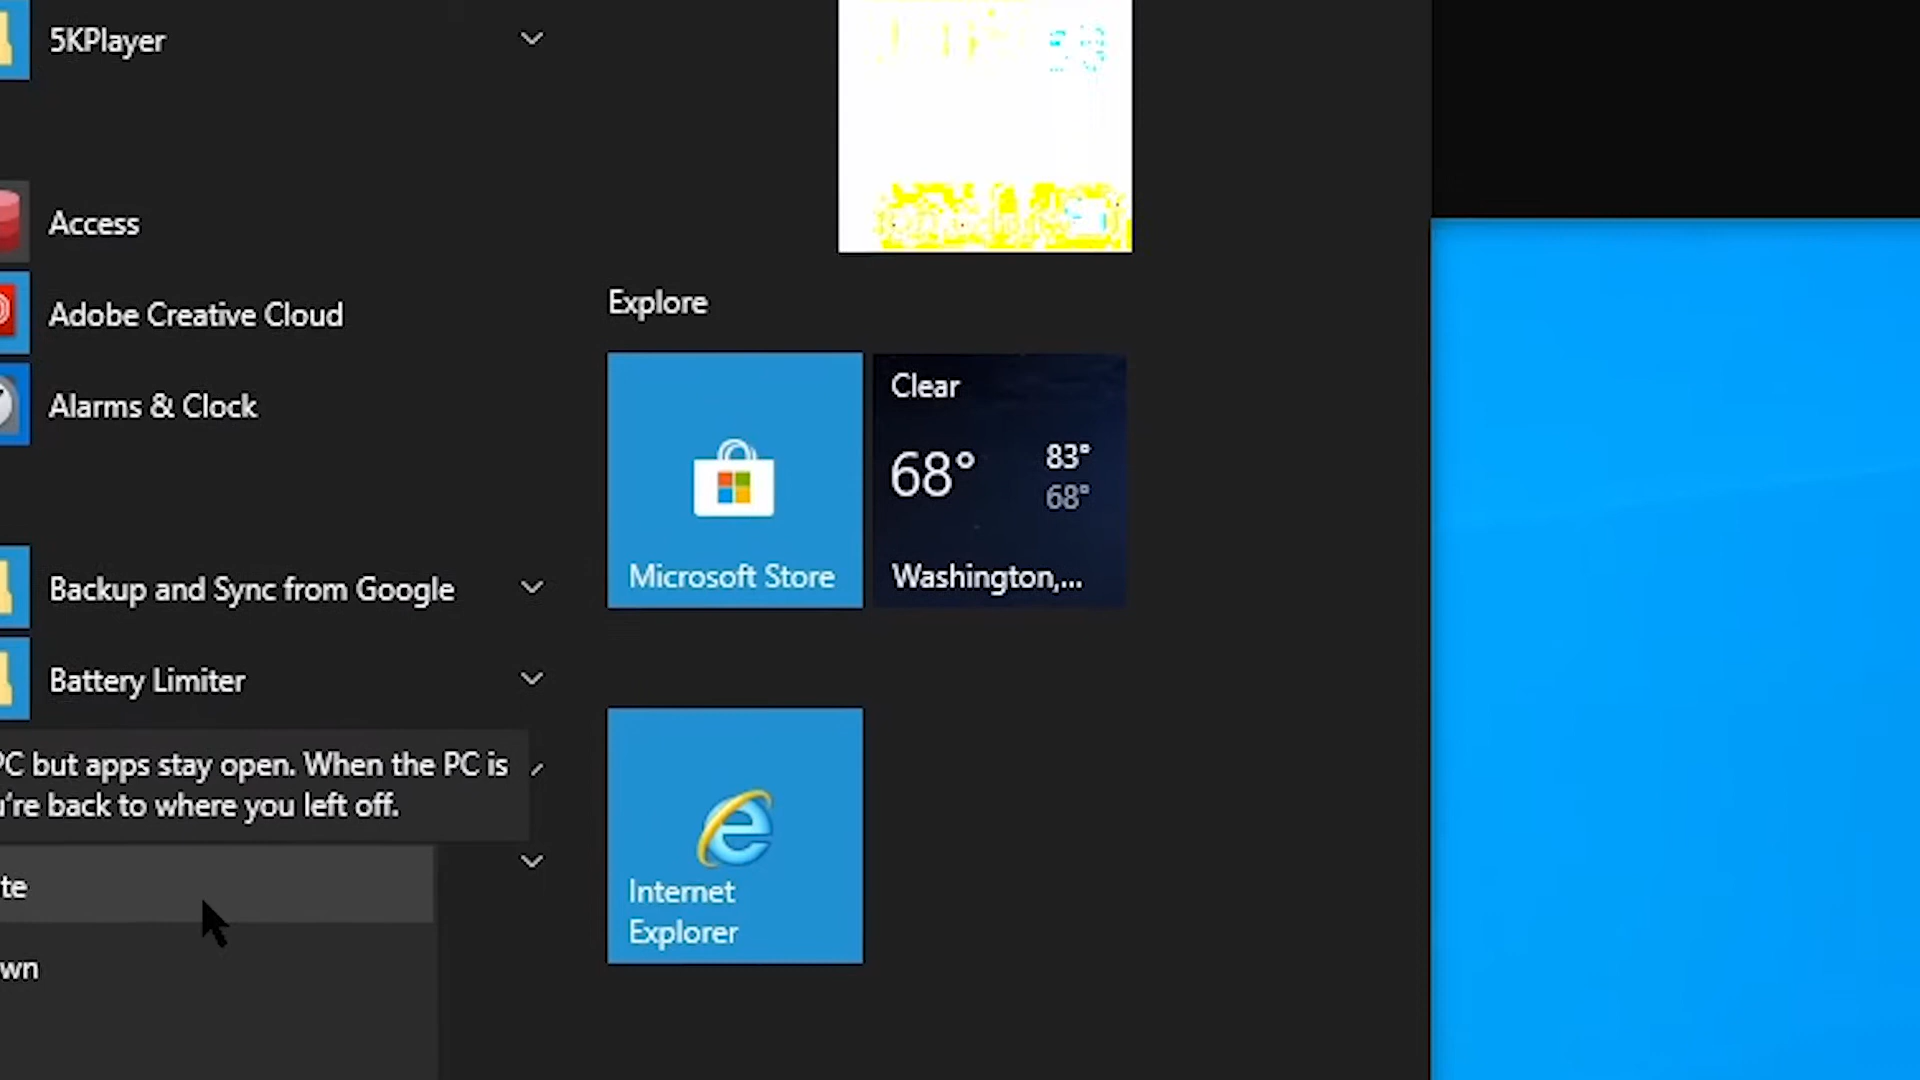 5KPlayer
Access
Adobe Creative Cloud
Alarms & Clock
Backup and Sync from Google
Battery Limiter
PC but apps stay open. When the PC is
u're back to where you left off.
te
wn
Explore
Microsoft Store
Clear
68° 83°
68°
Washington,...
Internet
Explorer